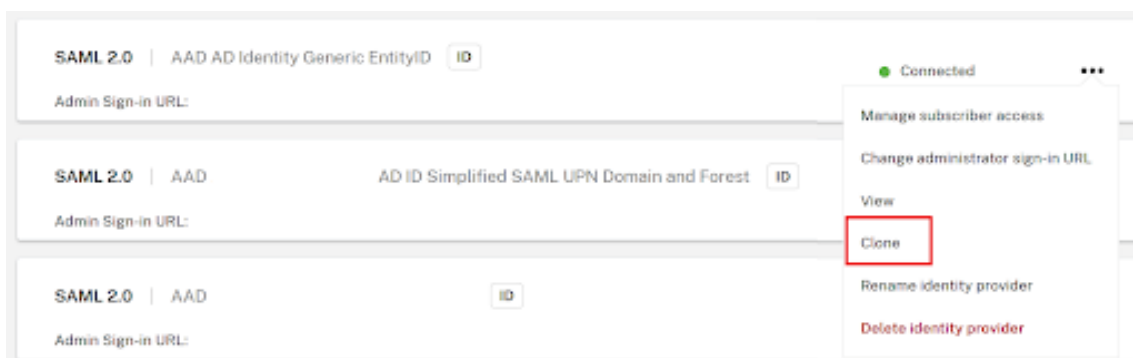 SAML 2.0 | AAD AD Identity Generic EntityID ID
Connected •••
Admin Sign-in URL:
Manage subscriber access
Change administrator sign-in URL
SAML 2.0 | AAD AD ID Simplified SAML UPN Domain and Forest ID
View
Admin Sign-in URL:
Clone
SAML 2.0 | AAD ID
Rename identity provider
Delete identity provider
Admin Sign-in URL: